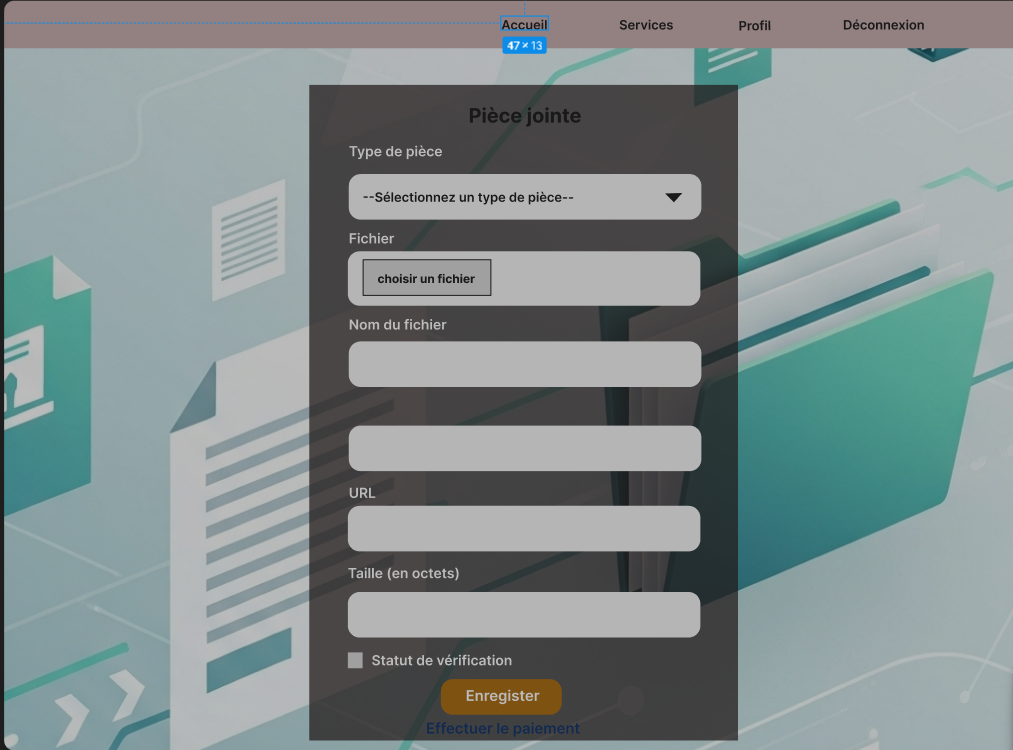 Accueil Services Profil Déconnexion
47 × 13
Pièce jointe
Type de pièce
--Sélectionnez un type de pièce--
Fichier
choisir un fichier
Nom du fichier
URL
Taille (en octets)
Statut de vérification
Enregister
Effectuer le paiement